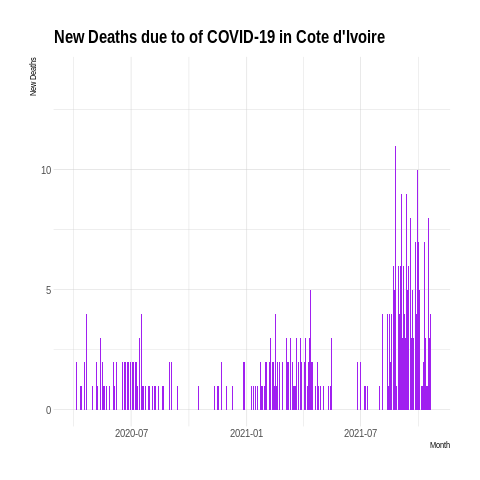 New Deaths due to of COVID-19 in Cote d'Ivoire
New Deaths
10
5
0
2020-07
2021-01
2021-07
Month